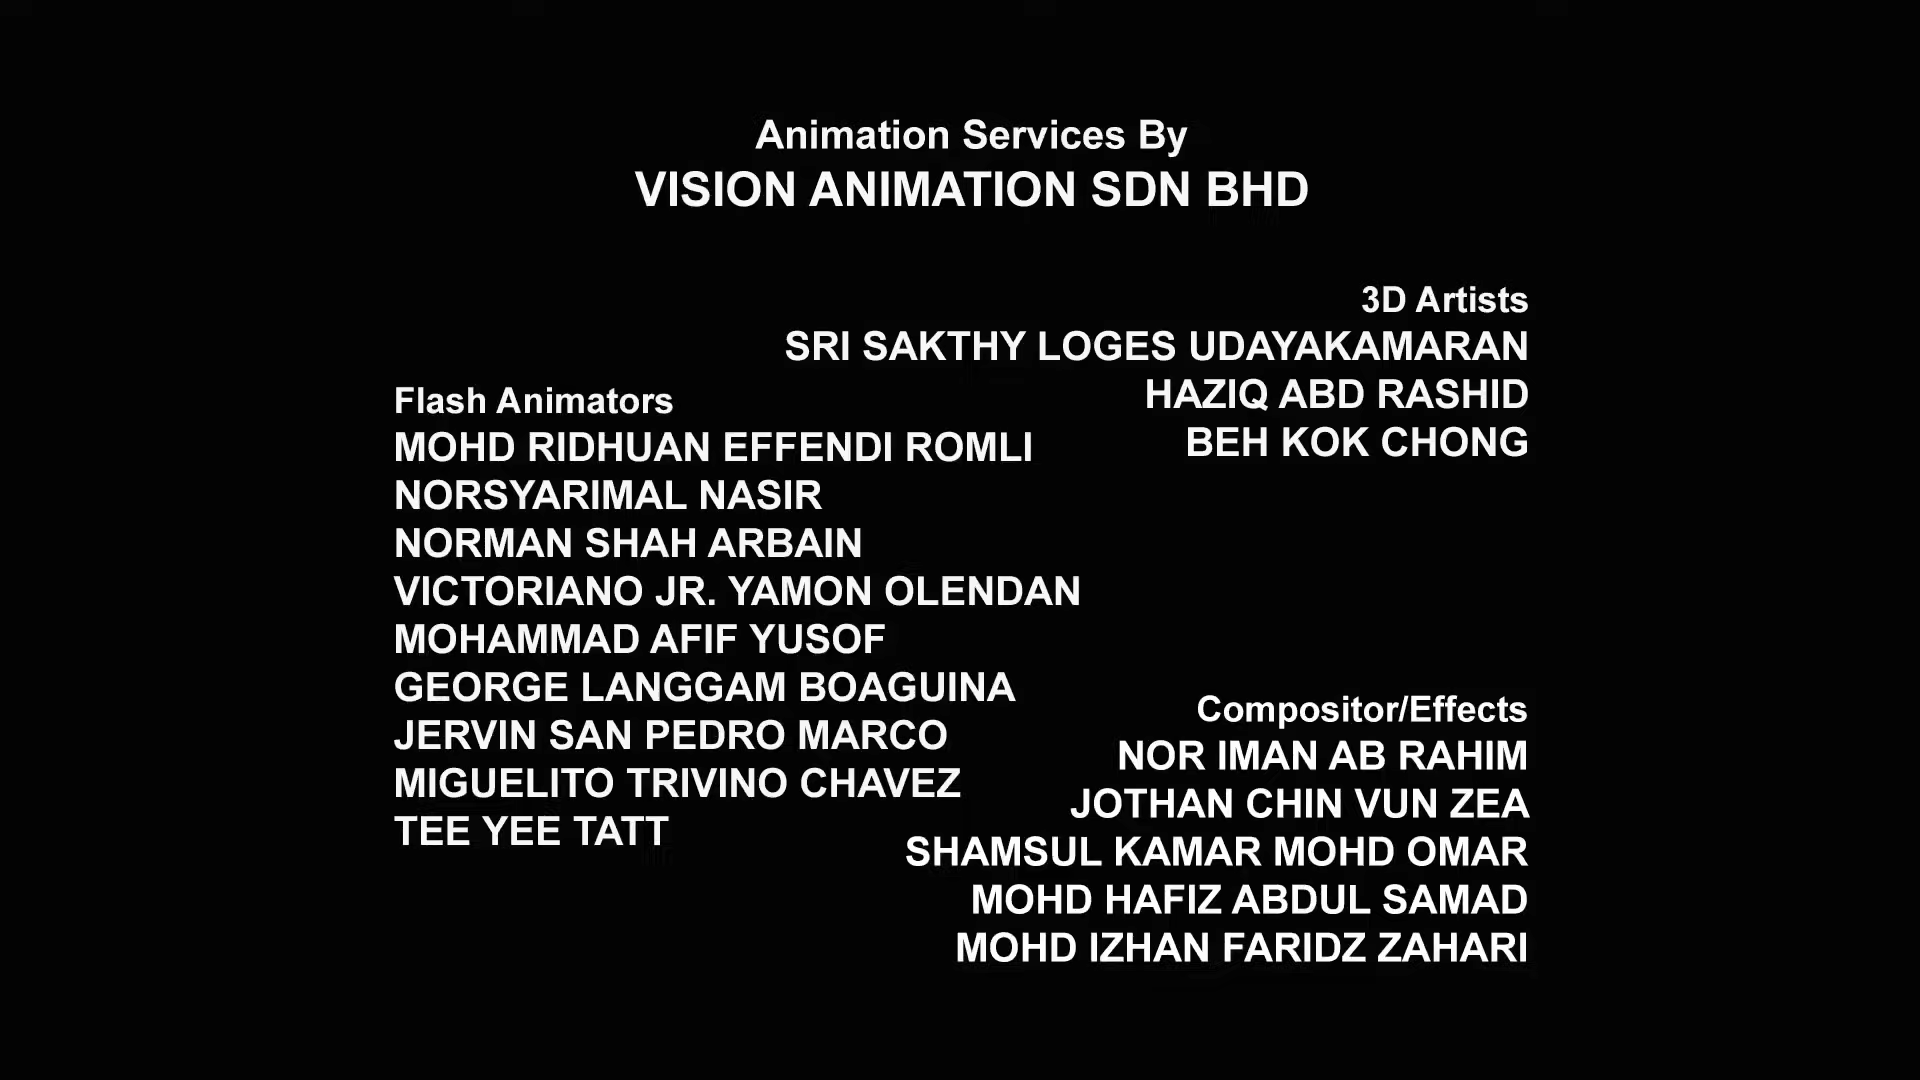 Animation Services By
VISION ANIMATION SDN BHD
3D Artists
SRI SAKTHY LOGES UDAYAKAMARAN
HAZIQ ABD RASHID
BEH KOK CHONG
Flash Animators
MOHD RIDHUAN EFFENDI ROMLI
NORSYARIMAL NASIR
NORMAN SHAH ARBAIN
VICTORIANO JR. YAMON OLENDAN
MOHAMMAD AFIF YUSOF
GEORGE LANGGAM BOAGUINA
JERVIN SAN PEDRO MARCO
MIGUELITO TRIVINO CHAVEZ
TEE YEE TATT
Compositor/Effects
NOR IMAN AB RAHIM
JOTHAN CHIN VUN ZEA
SHAMSUL KAMAR MOHD OMAR
MOHD HAFIZ ABDUL SAMAD
MOHD IZHAN FARIDZ ZAHARI